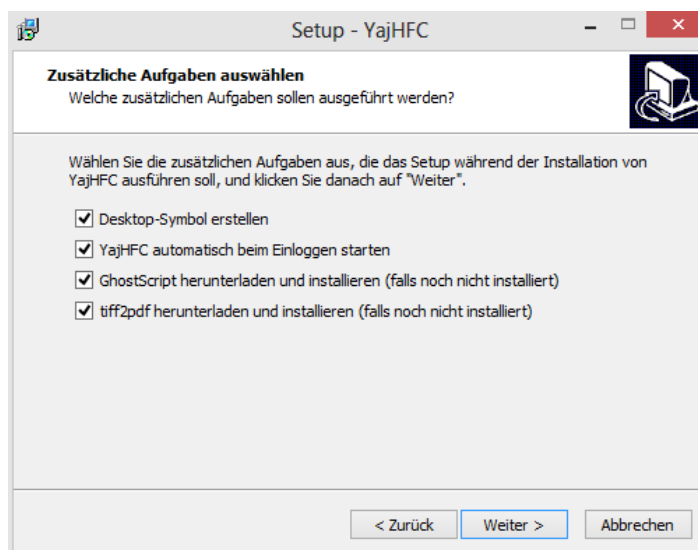 Setup - YajHFC
Zusätzliche Aufgaben auswählen
Welche zusätzlichen Aufgaben sollen ausgeführt werden?
Wählen Sie die zusätzlichen Aufgaben aus, die das Setup während der Installation von
YajHFC ausführen soll, und klicken Sie danach auf "Weiter".
Desktop-Symbol erstellen
YajHFC automatisch beim Einloggen starten
GhostScript herunterladen und installieren (falls noch nicht installiert)
tiff2pdf herunterladen und installieren (falls noch nicht installiert)
< Zurück Weiter > Abbrechen